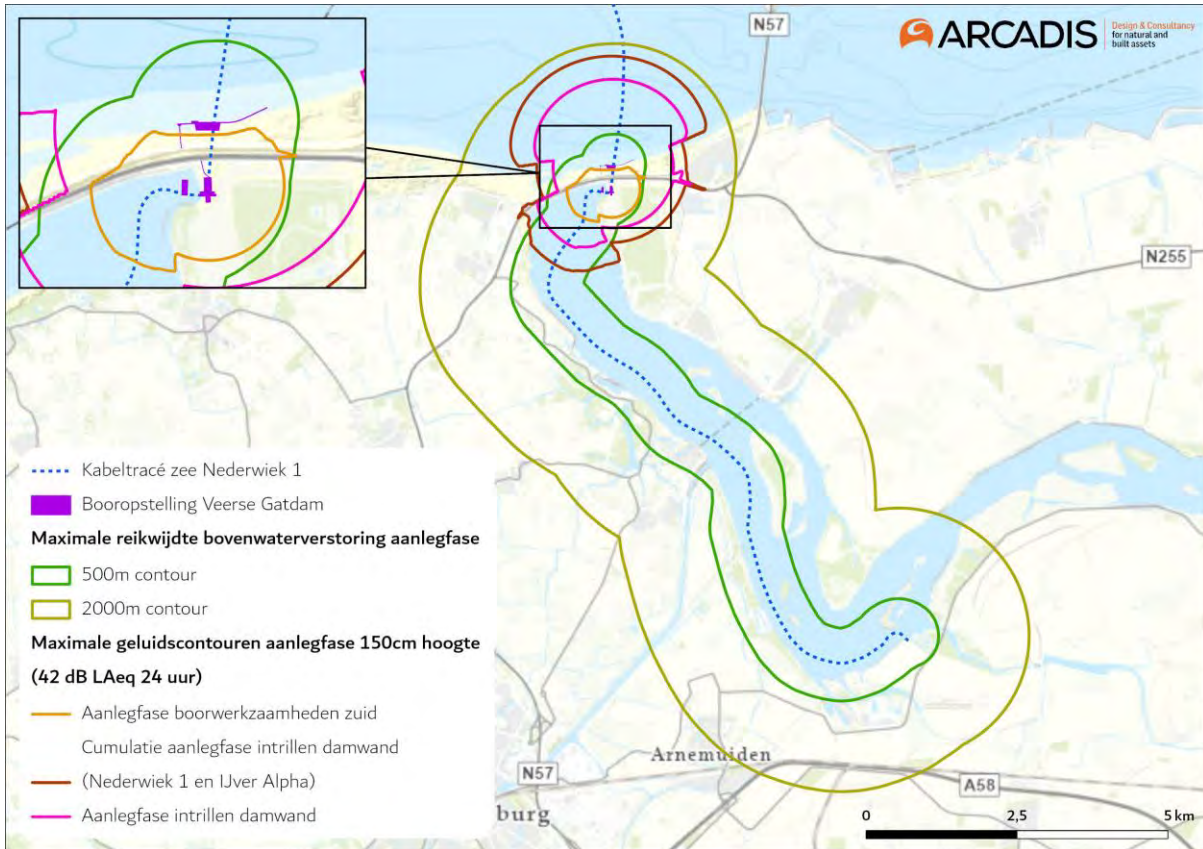 N57
ARCADIS
Design & Consultancy
for natural and
built assets
N255
Kabeltracé zee Nederwiek 1
Booropstelling Veerse Gatdam
Maximale reikwijdte bovenwaterverstoring aanlegfase
500m contour
2000m contour
Maximale geluidscontouren aanlegfase 150cm hoogte
(42 dB LAeq 24 uur)
Aanlegfase boorwerkzaamheden zuid
Cumulatie aanlegfase intrillen damwand
(Nederwiek 1 en IJver Alpha)
Aanlegfase intrillen damwand
Arnemuiden
N57
A58
burg
0 2,5 5 km